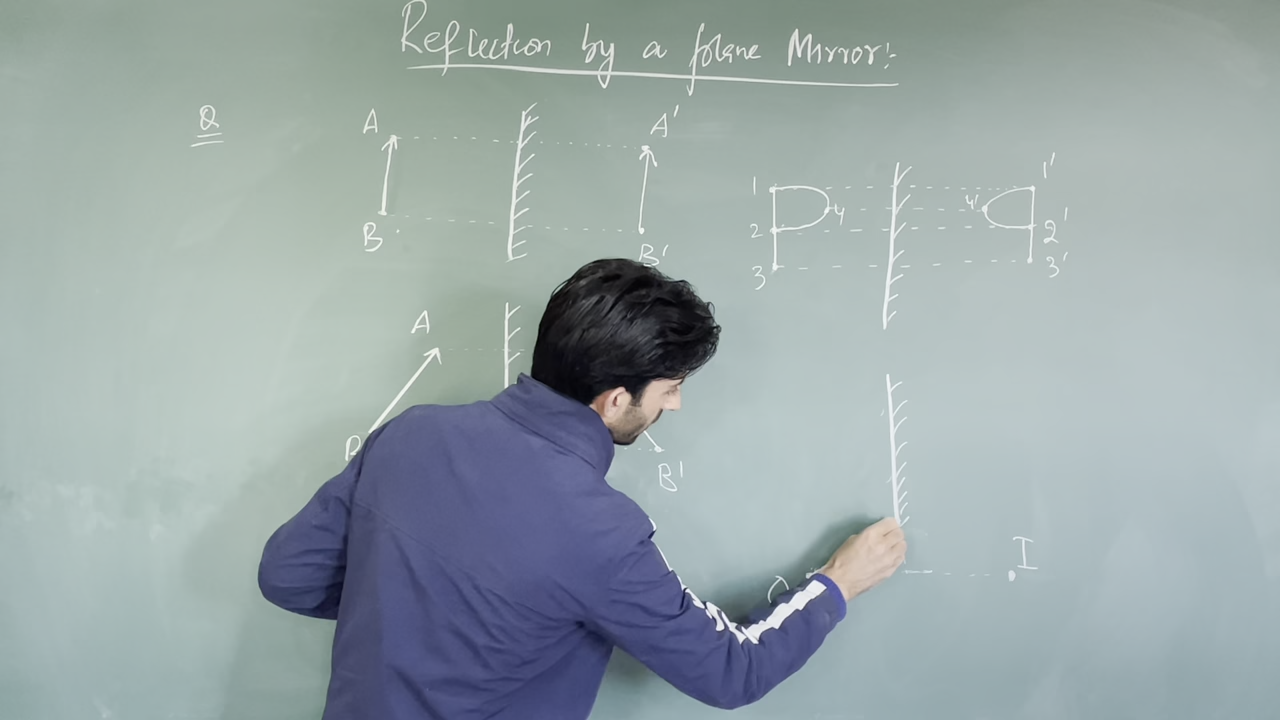 Reflection by a plane Mirror:-
Q
A A'
B B'
1 4 4' 1'
2 2'
3 3'
A
B B'
I